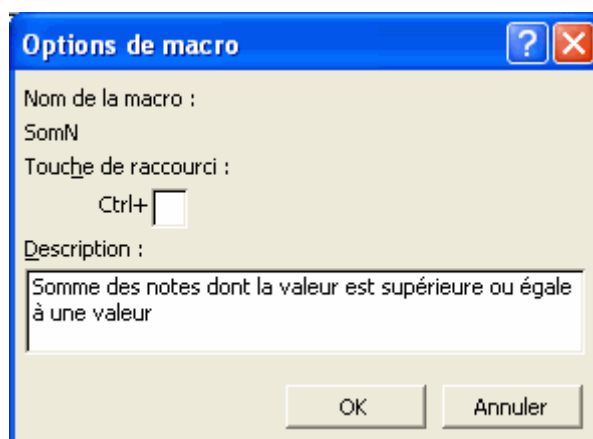 Options de macro
Nom de la macro :
SomN
Touche de raccourci :
Ctrl+
Description :
Somme des notes dont la valeur est supérieure ou égale
à une valeur
OK Annuler